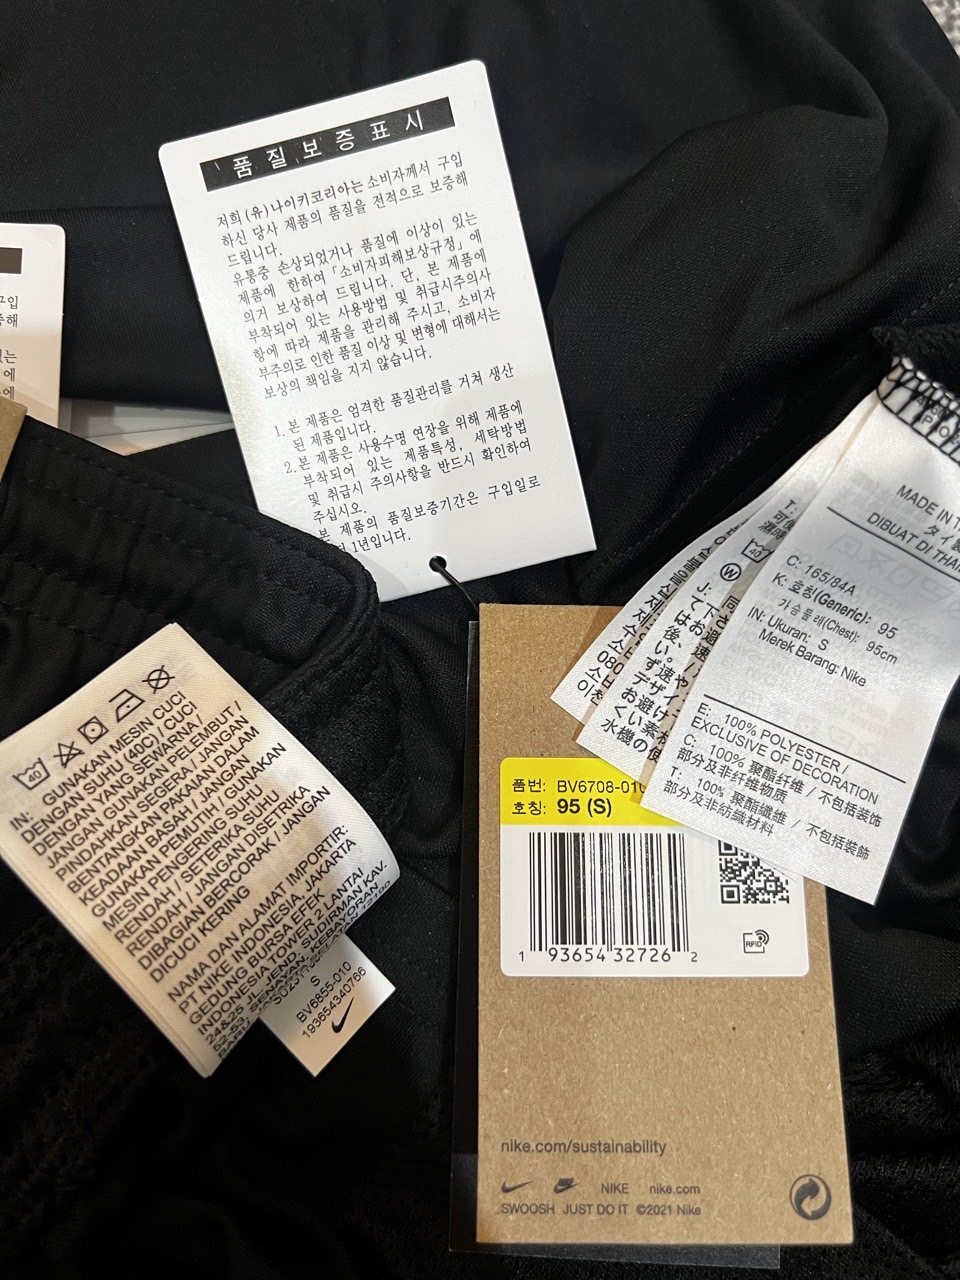 품질보증표시
저희 (유)나이키코리아는 소비자께서 구입
하신 당사 제품의 품질을 전적으로 보증해
드립니다.
유통중 손상되었거나 품질에 이상이 있는
제품에 한하여 「소비자피해보상규정」에
의거 보상하여 드립니다. 단, 본 제품에
부착되어 있는 사용방법 및 취급시주의사
항에 따라 제품을 관리해 주시고, 소비자
부주의로 인한 품질 이상 및 변형에 대해서는
보상의 책임을 지지 않습니다.
1. 본 제품은 엄격한 품질관리를 거쳐 생산
된 제품입니다.
2. 본 제품은 사용수명 연장을 위해 제품에
부착되어 있는 제품특성, 세탁방법
및 취급시 주의사항을 반드시 확인하여
주십시오.
본 제품의 품질보증기간은 구입일로
1년입니다.
구입
에
MADE IN
DIBUAT DI
C: 165/84A
K: 호칭(Generic): 95
가슴둘레(Chest): 95cm
IN: Ukuran: S
Merek Barang: Nike
E: 100% POLYESTER /
EXCLUSIVE OF DECORATION
C: 100% 聚酯纤维 / 不包括装饰
部分及非纤维物质
T: 100% 聚酯纖維 / 不包括裝飾
部分及非紡織材料
40
W
40
IN: GUNAKAN MESIN CUCI
DENGAN SUHU (40C) / CUCI
DENGAN YANG SEWARNA /
JANGAN GUNAKAN PELEMBUT /
PINDAHKAN SEGERA / JANGAN
KEADAAN BASAH / JANGAN
GUNAKAN PEMUTIH / GUNAKAN
MESIN PENGERING SUHU
RENDAH / SETERIKA SUHU
RENDAH / JANGAN DISETRIKA
DIBAGIAN BERCORAK / JANGAN
DICUCI KERING
NAMA DAN ALAMAT IMPORTIR:
PT NIKE INDONESIA, JAKARTA
GEDUNG BURSA EFEK
INDONESIA TOWER 2 LANTAI
24&25 JL. JEND. SUDIRMAN KAV.
52-53, SENAYAN, KEBAYORAN
S
BV6855-010
193654340766
품번: BV6708-010
호칭: 95 (S)
1 93654 32726 2
RFID
nike.com/sustainability
NIKE nike.com
SWOOSH JUST DO IT ©2021 Nike